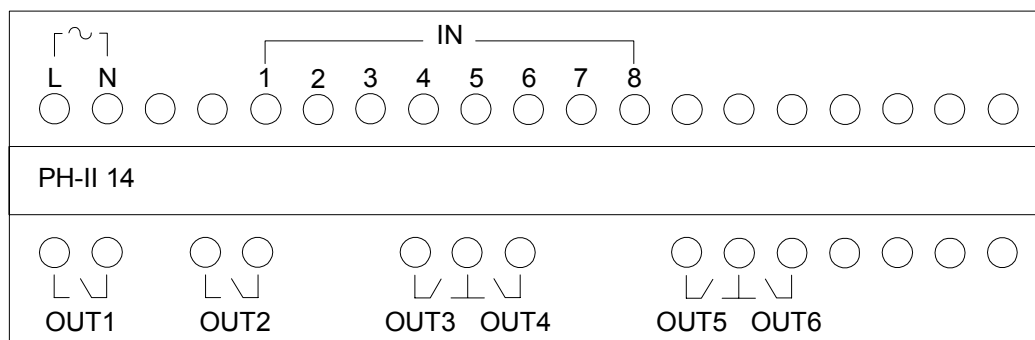 IN
L N 1 2 3 4 5 6 7 8
PH-II 14
OUT1 OUT2 OUT3 OUT4 OUT5 OUT6